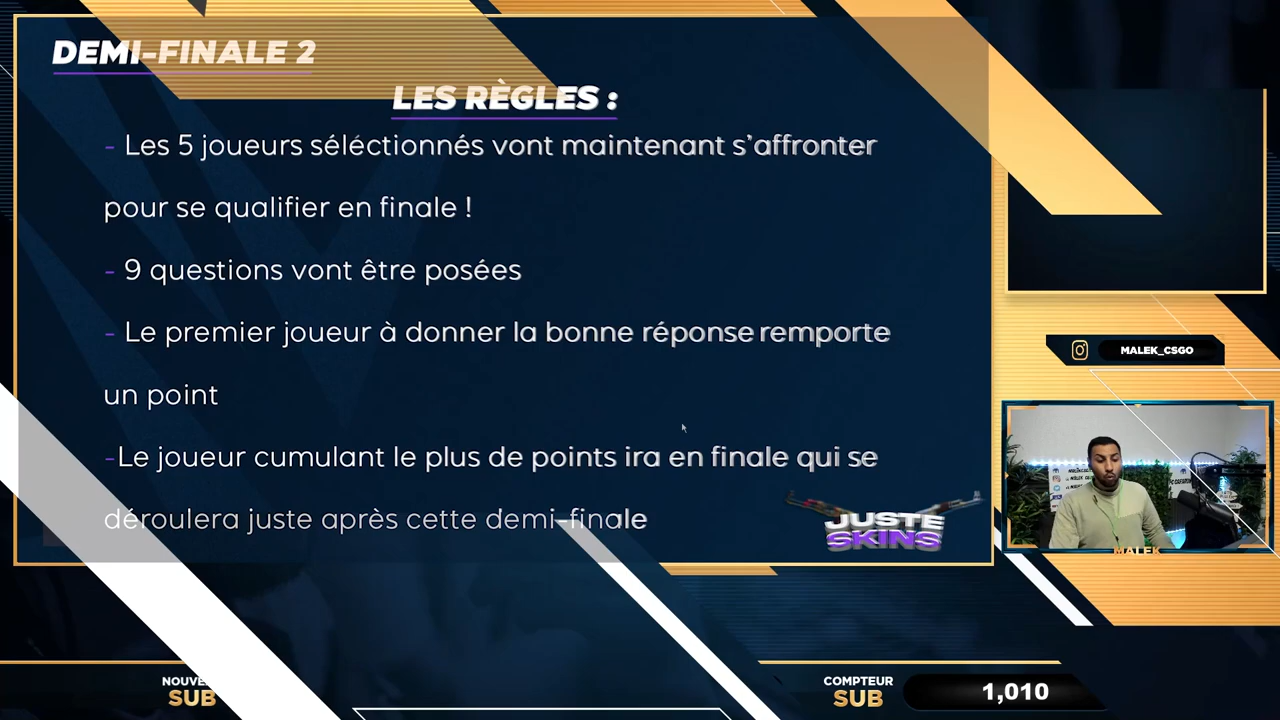 DEMI-FINALE 2
LES RÈGLES :
- Les 5 joueurs séléctionnés vont maintenant s'affronter
pour se qualifier en finale !
- 9 questions vont être posées
- Le premier joueur à donner la bonne réponse remporte
un point
-Le joueur cumulant le plus de points ira en finale qui se
déroulera juste après cette demi-finale
JUSTE
SKINS
MALEK_CSGO
MALEK
SUB
COMPTEUR
SUB
1,010